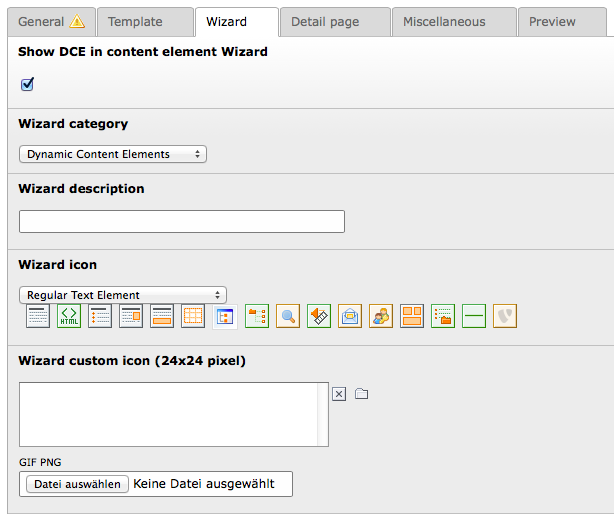 General Template Wizard Detail page Miscellaneous Preview
Show DCE in content element Wizard
Wizard category
Dynamic Content Elements
Wizard description
Wizard icon
Regular Text Element
HTML
Wizard custom icon (24x24 pixel)
GIF PNG
Datei auswählen Keine Datei ausgewählt